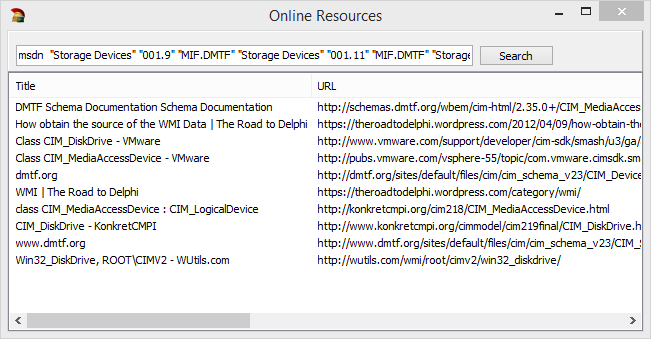 Online Resources
msdn "Storage Devices" "001.9" "MIF.DMTF" "Storage Devices" "001.11" "MIF.DMTF" "Storage
Search
Title URL
DMTF Schema Documentation Schema Documentation http://schemas.dmtf.org/wbem/cim-html/2.35.0+/CIM_MediaAcces
How obtain the source of the WMI Data | The Road to Delphi https://theroadtodelphi.wordpress.com/2012/04/09/how-obtain-the
Class CIM_DiskDrive - VMware http://www.vmware.com/support/developer/cim-sdk/smash/u3/ga/
Class CIM_MediaAccessDevice - VMware http://pubs.vmware.com/vsphere-55/topic/com.vmware.cimsdk.sm
dmtf.org http://dmtf.org/sites/default/files/cim/cim_schema_v23/CIM_Device
WMI | The Road to Delphi https://theroadtodelphi.wordpress.com/category/wmi/
class CIM_MediaAccessDevice : CIM_LogicalDevice http://konkretcmpi.org/cim218/CIM_MediaAccessDevice.html
CIM_DiskDrive - KonkretCMPI http://www.konkretcmpi.org/cimmodel/cim219final/CIM_DiskDrive.h
www.dmtf.org http://www.dmtf.org/sites/default/files/cim/cim_schema_v23/CIM_S
Win32_DiskDrive, ROOT\CIMV2 - WUtils.com http://wutils.com/wmi/root/cimv2/win32_diskdrive/